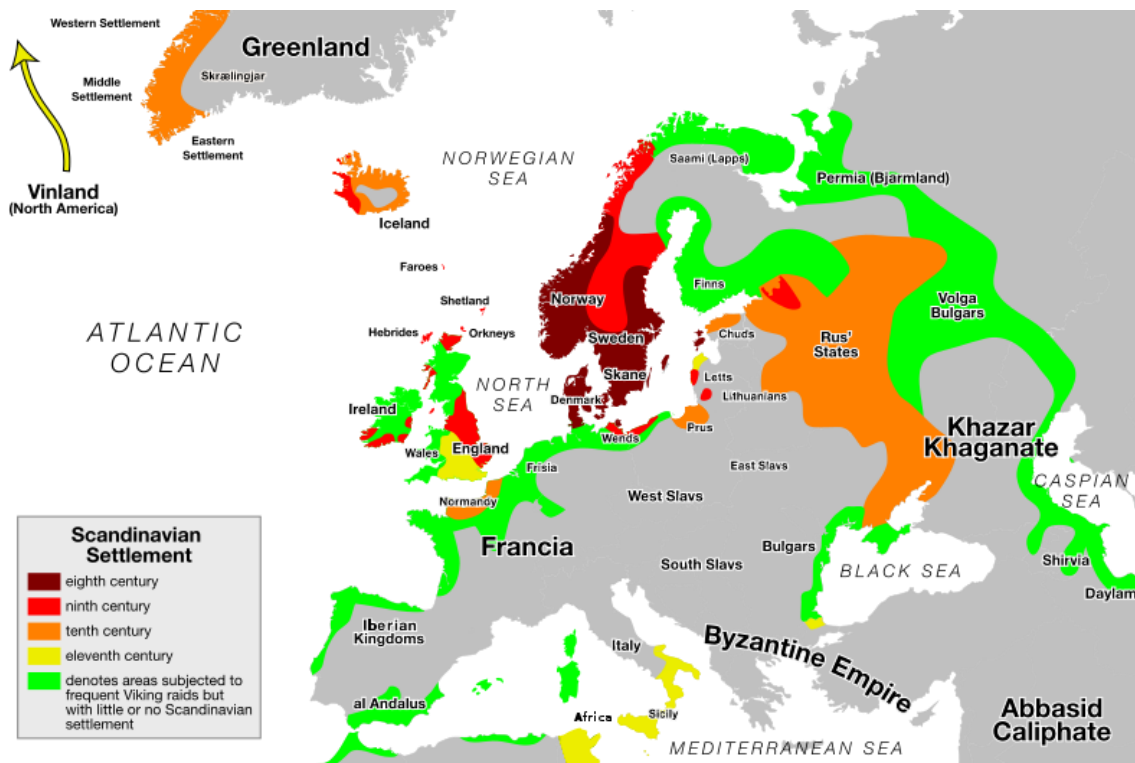 Western Settlement
Greenland
Skrælingjar
Middle
Settlement
Eastern
Settlement
Vinland
(North America)
NORWEGIAN
SEA
Saami (Lapps)
Permia (Bjarmland)
Iceland
Faroes
Finns
Norway
Volga
Bulgars
Shetland
ATLANTIC
OCEAN
Hebrides
Orkneys
Sweden
Chuds
Rus'
States
NORTH
SEA
Skane
Letts
Denmark
Lithuanians
Ireland
Wends
Prus
Khazar
Khaganate
Wales
England
Frisia
East Slavs
CASPIAN
SEA
Normandy
West Slavs
Francia
Bulgars
South Slavs
BLACK SEA
Shirvia
Daylam
Scandinavian
Settlement
eighth century
ninth century
tenth century
eleventh century
denotes areas subjected to
frequent Viking raids but
with little or no Scandinavian
settlement
Iberian
Kingdoms
Italy
Byzantine Empire
al Andalus
Africa
Sicily
Abbasid
Caliphate
MEDITERRANEAN SEA